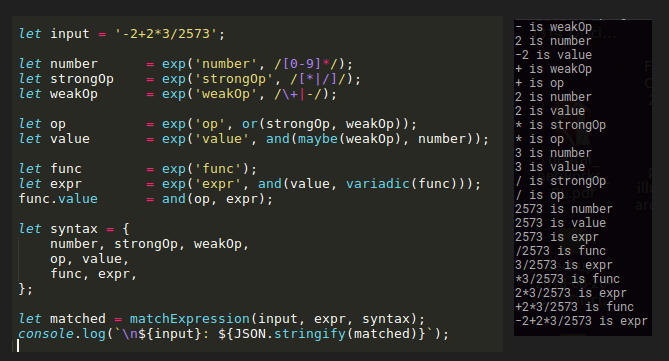 let input = '-2+2*3/2573';
let number = exp('number', /[0-9]*/);
let strongOp = exp('strongOp', /[*|/]/);
let weakOp = exp('weakOp', /\+|-/);
let op = exp('op', or(strongOp, weakOp));
let value = exp('value', and(maybe(weakOp), number));
let func = exp('func');
let expr = exp('expr', and(value, variadic(func)));
func.value = and(op, expr);
let syntax = {
number, strongOp, weakOp,
op, value,
func, expr,
};
let matched = matchExpression(input, expr, syntax);
console.log(`\n${input}: ${JSON.stringify(matched)}`);
- is weakOp
2 is number
-2 is value
+ is weakOp
+ is op
2 is number
2 is value
* is strongOp
* is op
3 is number
3 is value
/ is strongOp
/ is op
2573 is number
2573 is value
2573 is expr
/2573 is func
3/2573 is expr
*3/2573 is func
2*3/2573 is expr
+2*3/2573 is func
-2+2*3/2573 is expr